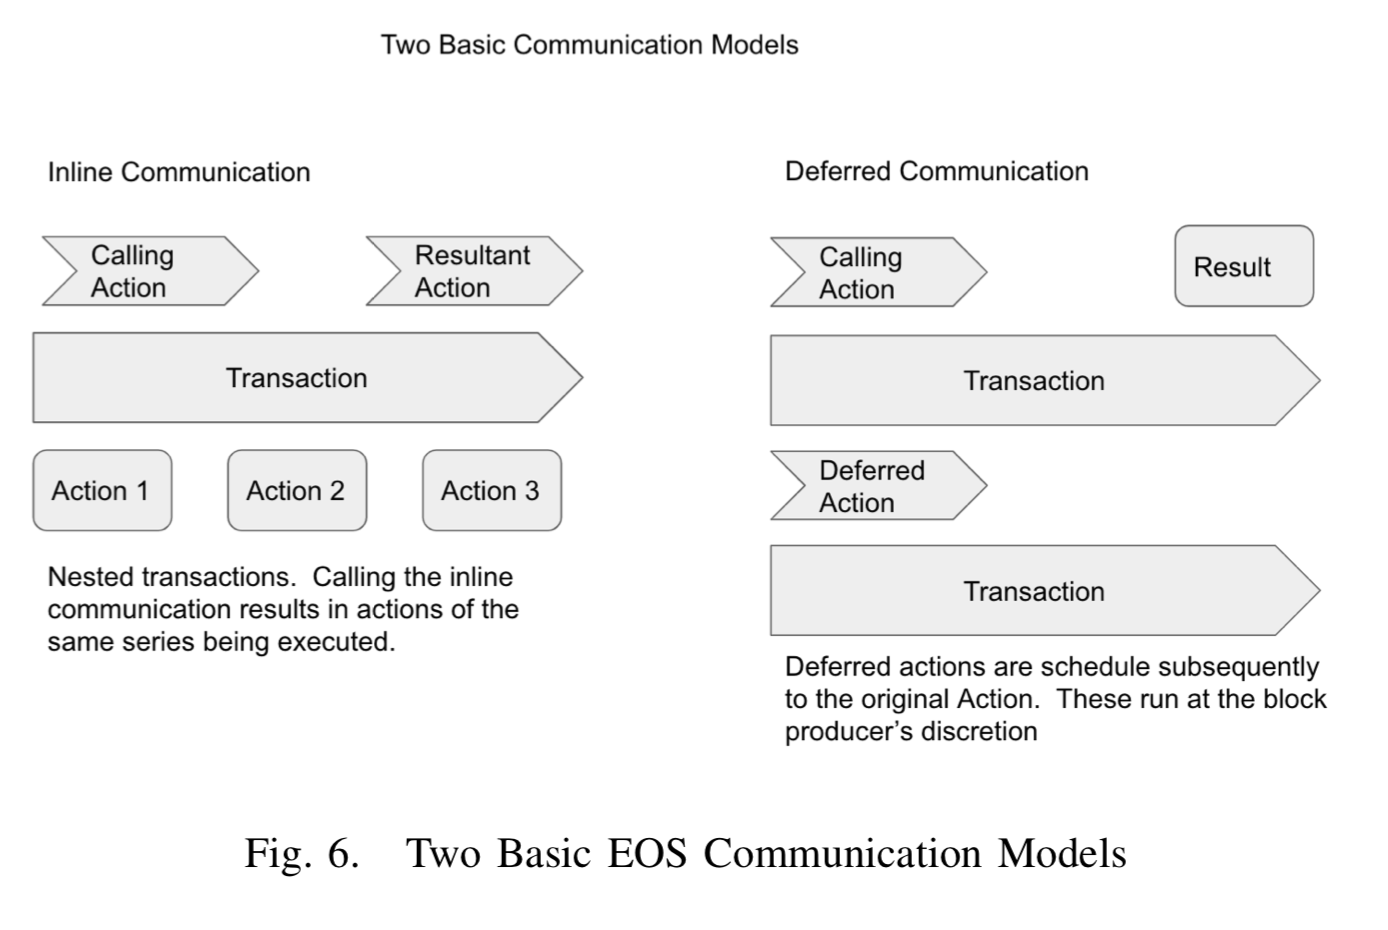 Two Basic Communication Models
Inline Communication
Calling
Action
Resultant
Action
Transaction
Action 1
Action 2
Action 3
Nested transactions.  Calling the inline
communication results in actions of the
same series being executed.
Deferred Communication
Calling
Action
Result
Transaction
Deferred
Action
Transaction
Deferred actions are schedule subsequently
to the original Action.  These run at the block
producer’s discretion
Fig. 6.   Two Basic EOS Communication Models